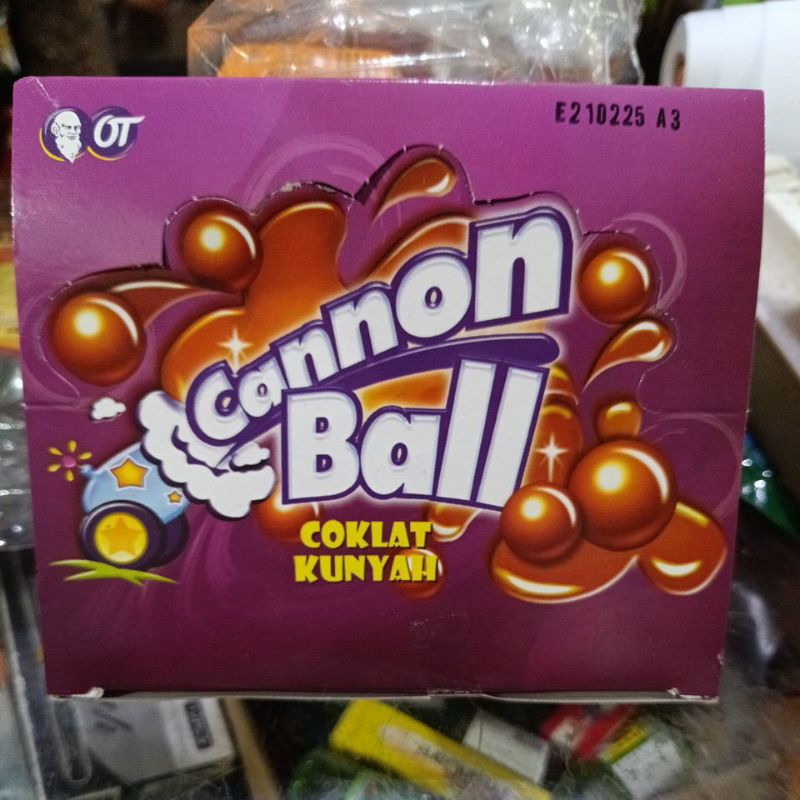 OT
E210225 A3
Cannon
Ball
COKLAT
KUNYAH